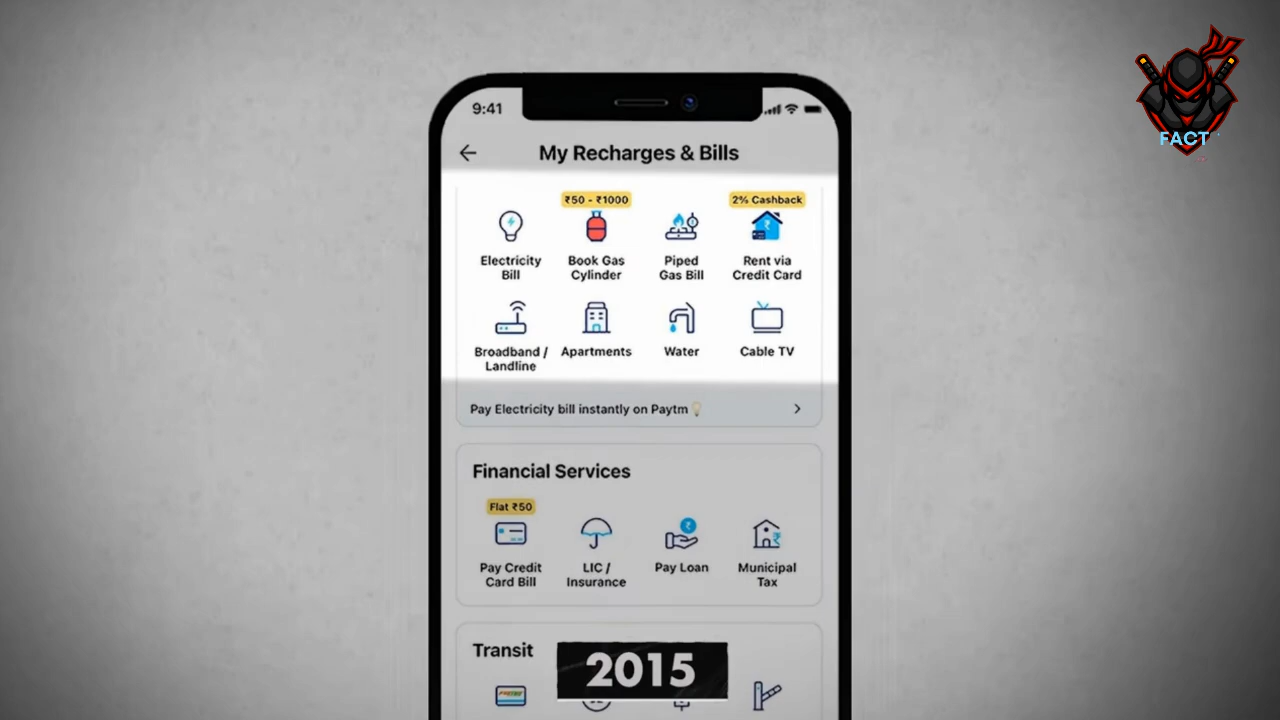 9:41
FACT
My Recharges & Bills
₹50 - ₹1000
2% Cashback
Electricity
Bill
Book Gas
Cylinder
Piped
Gas Bill
Rent via
Credit Card
Broadband /
Landline
Apartments
Water
Cable TV
Pay Electricity bill instantly on Paytm
Financial Services
Flat ₹50
Pay Credit
Card Bill
LIC /
Insurance
Pay Loan
Municipal
Tax
Transit
2015